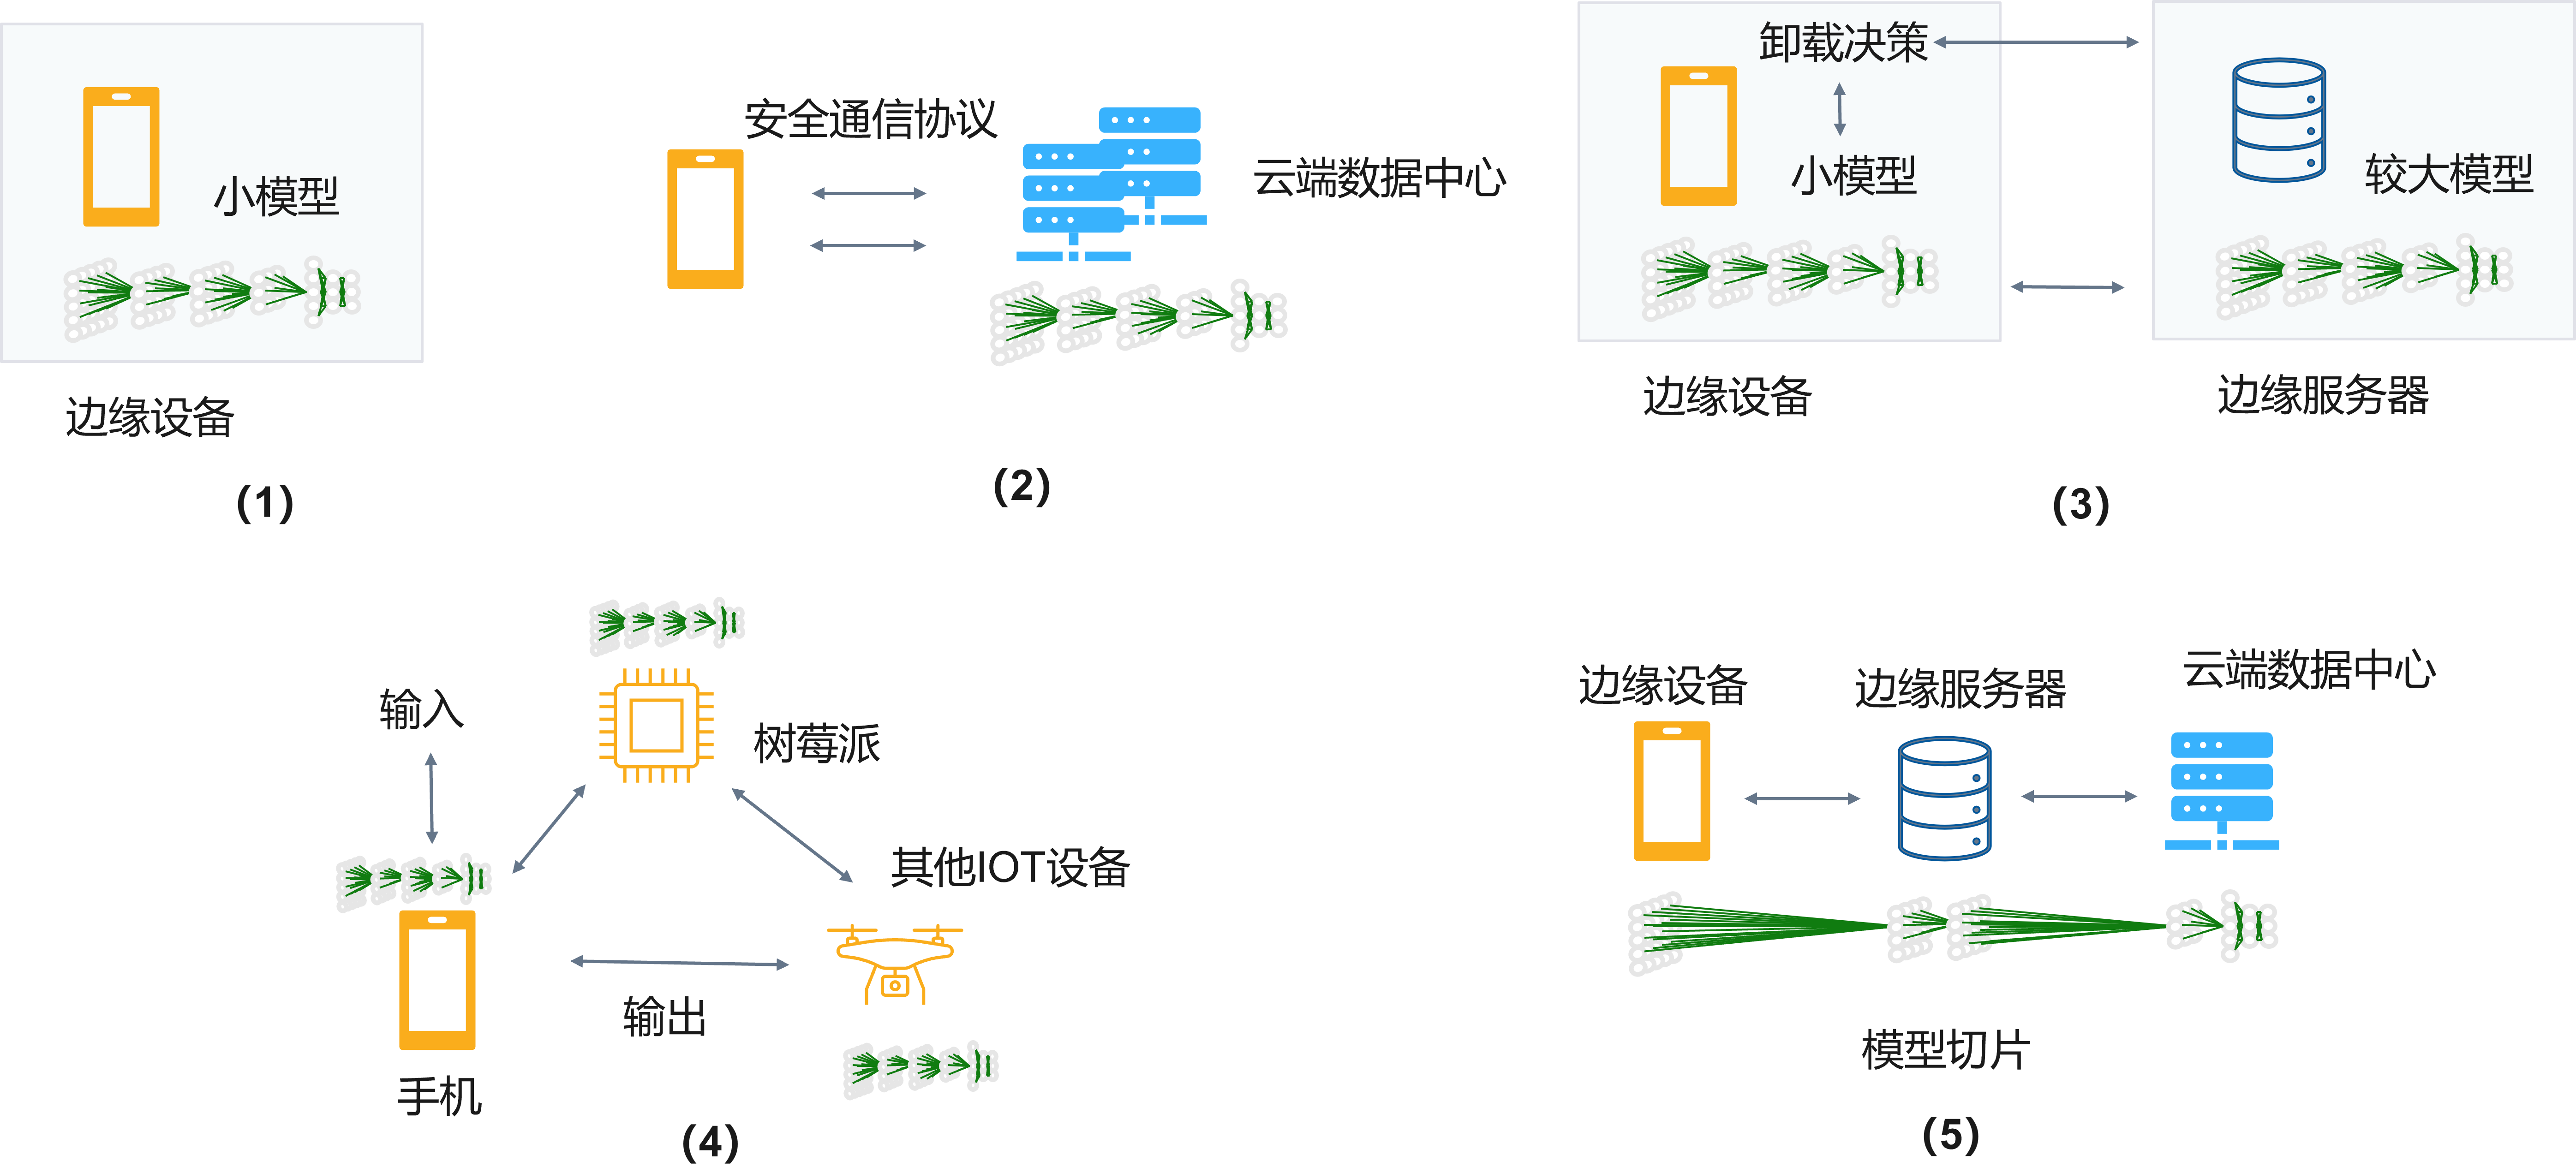 小模型
边缘设备
(1)
安全通信协议
云端数据中心
(2)
卸载决策
小模型
较大模型
边缘设备
边缘服务器
(3)
输入
树莓派
其他IOT设备
输出
手机
(4)
边缘设备
边缘服务器
云端数据中心
模型切片
(5)